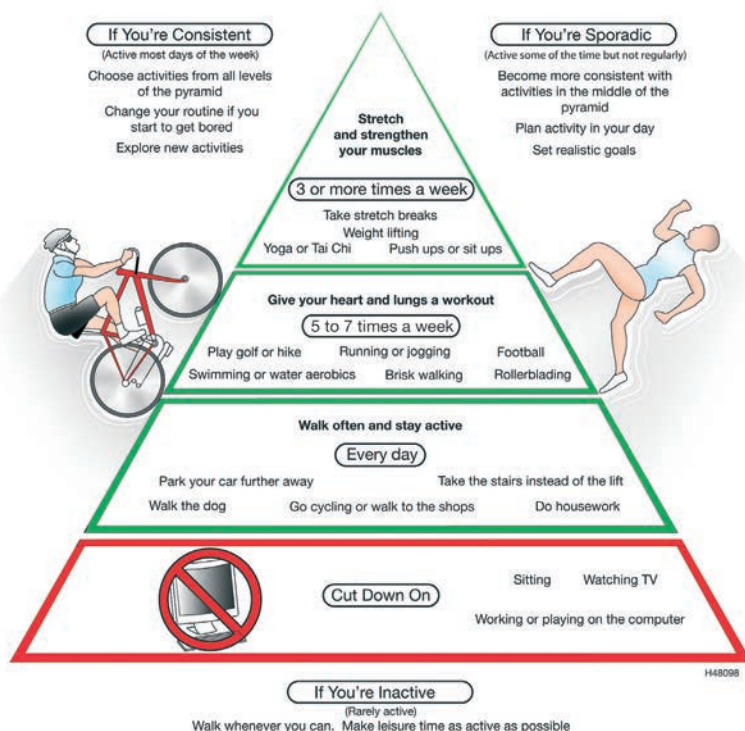 If You're Consistent
(Active most days of the week)
Choose activities from all levels
of the pyramid
Change your routine if you
start to get bored
Explore new activities
If You're Sporadic
(Active some of the time but not regularly)
Become more consistent with
activities in the middle of the
pyramid
Plan activity in your day
Set realistic goals
Stretch
and strengthen
your muscles
3 or more times a week
Take stretch breaks
Weight lifting
Yoga or Tai Chi Push ups or sit ups
Give your heart and lungs a workout
5 to 7 times a week
Play golf or hike Running or jogging Football
Swimming or water aerobics Brisk walking Rollerblading
Walk often and stay active
Every day
Park your car further away Take the stairs instead of the lift
Walk the dog Go cycling or walk to the shops Do housework
Cut Down On
Sitting Watching TV
Working or playing on the computer
H48098
If You're Inactive
(Rarely active)
Walk whenever you can. Make leisure time as active as possible